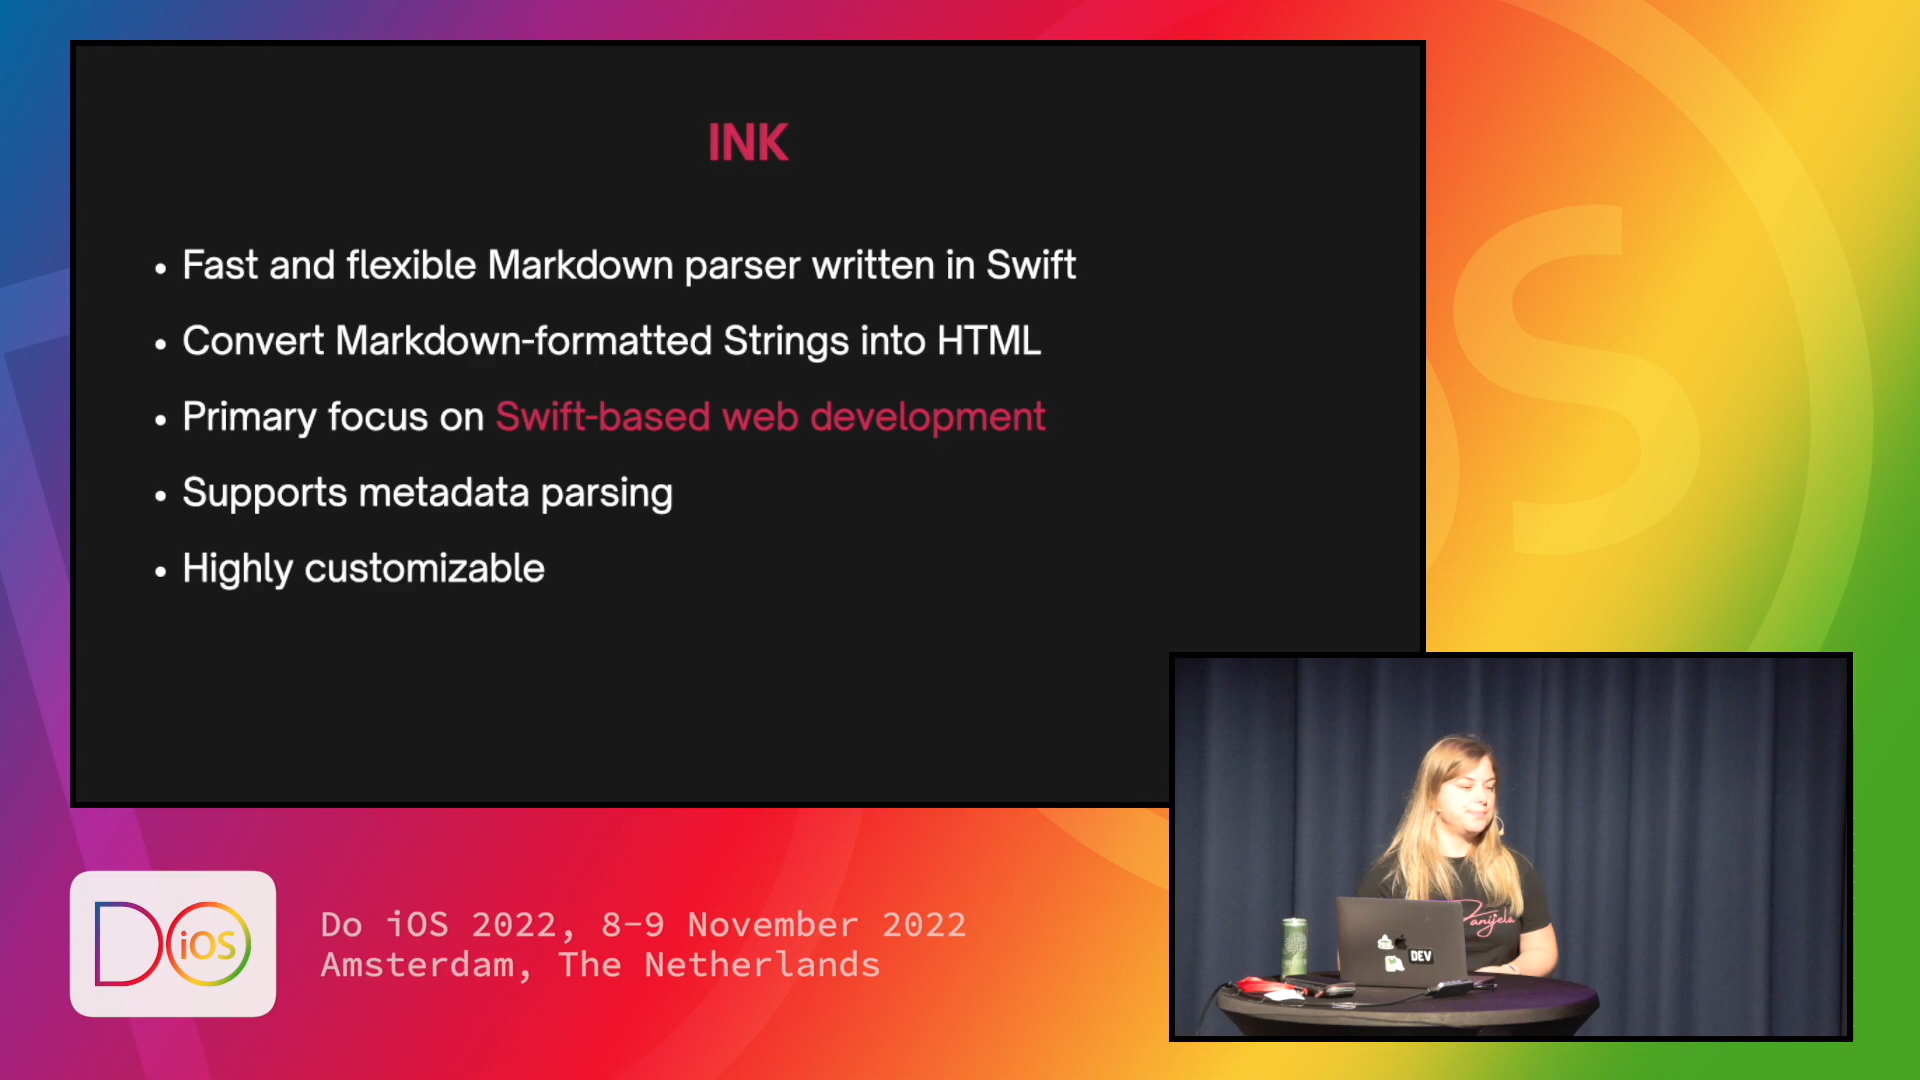 INK
• Fast and flexible Markdown parser written in Swift
• Convert Markdown-formatted Strings into HTML
• Primary focus on Swift-based web development
• Supports metadata parsing
• Highly customizable
Danijela
DEV
DO iOS
Do iOS 2022, 8-9 November 2022
Amsterdam, The Netherlands